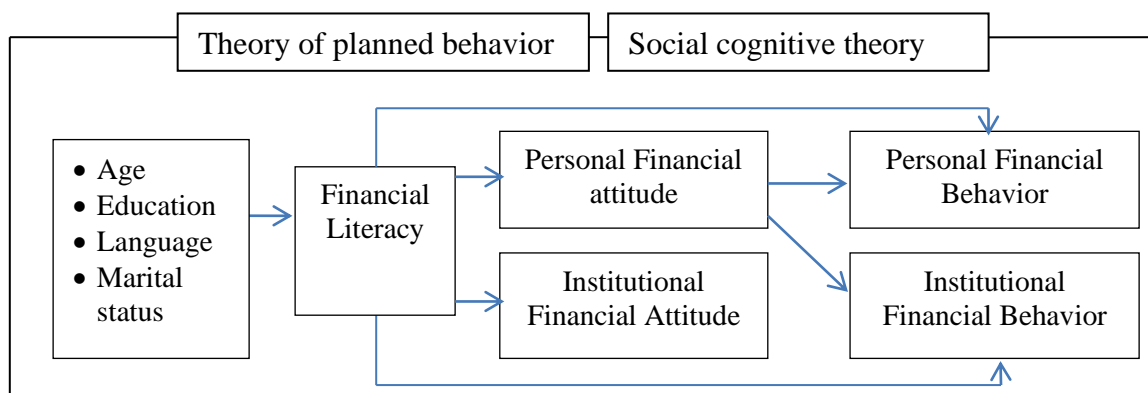 Theory of planned behavior
Social cognitive theory
• Age
• Education
• Language
• Marital
status
Financial
Literacy
Personal Financial
attitude
Personal Financial
Behavior
Institutional
Financial Attitude
Institutional
Financial Behavior